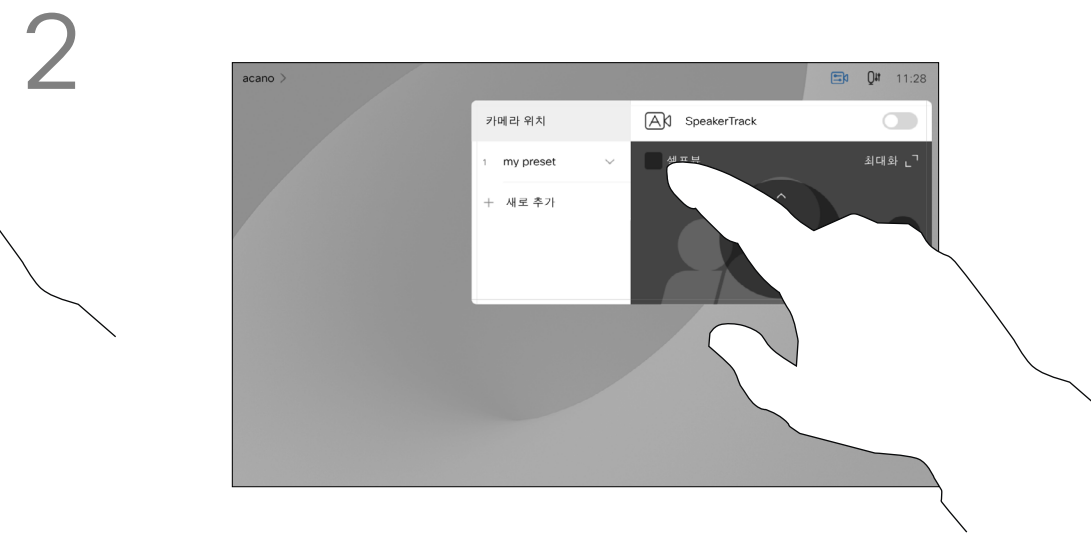 2
acano >
11:28
카메라 위치
SpeakerTrack
1 my preset
셀프뷰
최대화
+ 새로 추가